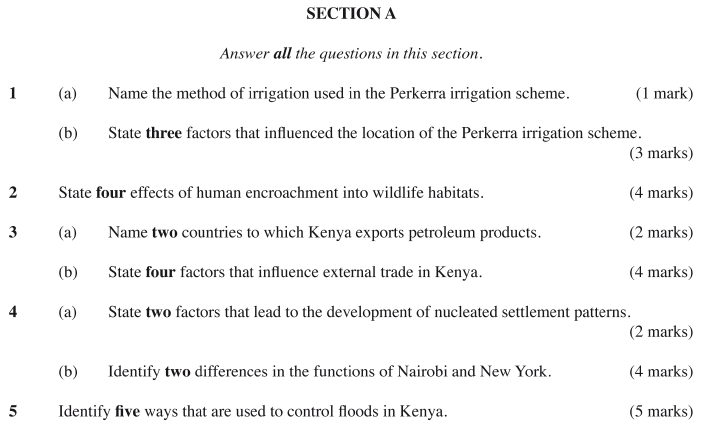 SECTION A
Answer all the questions in this section.
1 (a) Name the method of irrigation used in the Perkerra irrigation scheme. (1 mark)
(b) State three factors that influenced the location of the Perkerra irrigation scheme.
(3 marks)
2 State four effects of human encroachment into wildlife habitats. (4 marks)
3 (a) Name two countries to which Kenya exports petroleum products. (2 marks)
(b) State four factors that influence external trade in Kenya. (4 marks)
4 (a) State two factors that lead to the development of nucleated settlement patterns.
(2 marks)
(b) Identify two differences in the functions of Nairobi and New York. (4 marks)
5 Identify five ways that are used to control floods in Kenya. (5 marks)